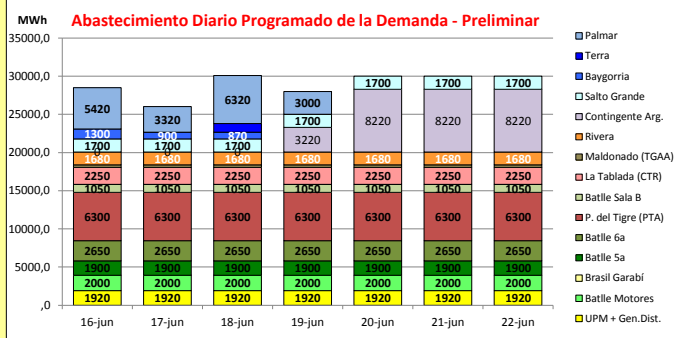 MWh
Abastecimiento Diario Programado de la Demanda - Preliminar
35000,0
30000,0
25000,0
20000,0
15000,0
10000,0
5000,0
,0
1700 1700 1700
5420 3320 6320 3000
1300 900 870 1700 8220 8220 8220
1700 1700 1700 3220
1680 1680 1680 1680 1680 1680 1680
2250 2250 2250 2250 2250 2250 2250
1050 1050 1050 1050 1050 1050 1050
6300 6300 6300 6300 6300 6300 6300
2650 2650 2650 2650 2650 2650 2650
1900 1900 1900 1900 1900 1900 1900
2000 2000 2000 2000 2000 2000 2000
1920 1920 1920 1920 1920 1920 1920
16-jun 17-jun 18-jun 19-jun 20-jun 21-jun 22-jun
Palmar
Terra
Baygorria
Salto Grande
Contingente Arg.
Rivera
Maldonado (TGAA)
La Tablada (CTR)
Batlle Sala B
P. del Tigre (PTA)
Batlle 6a
Batlle 5a
Brasil Garabí
Batlle Motores
UPM + Gen.Dist.